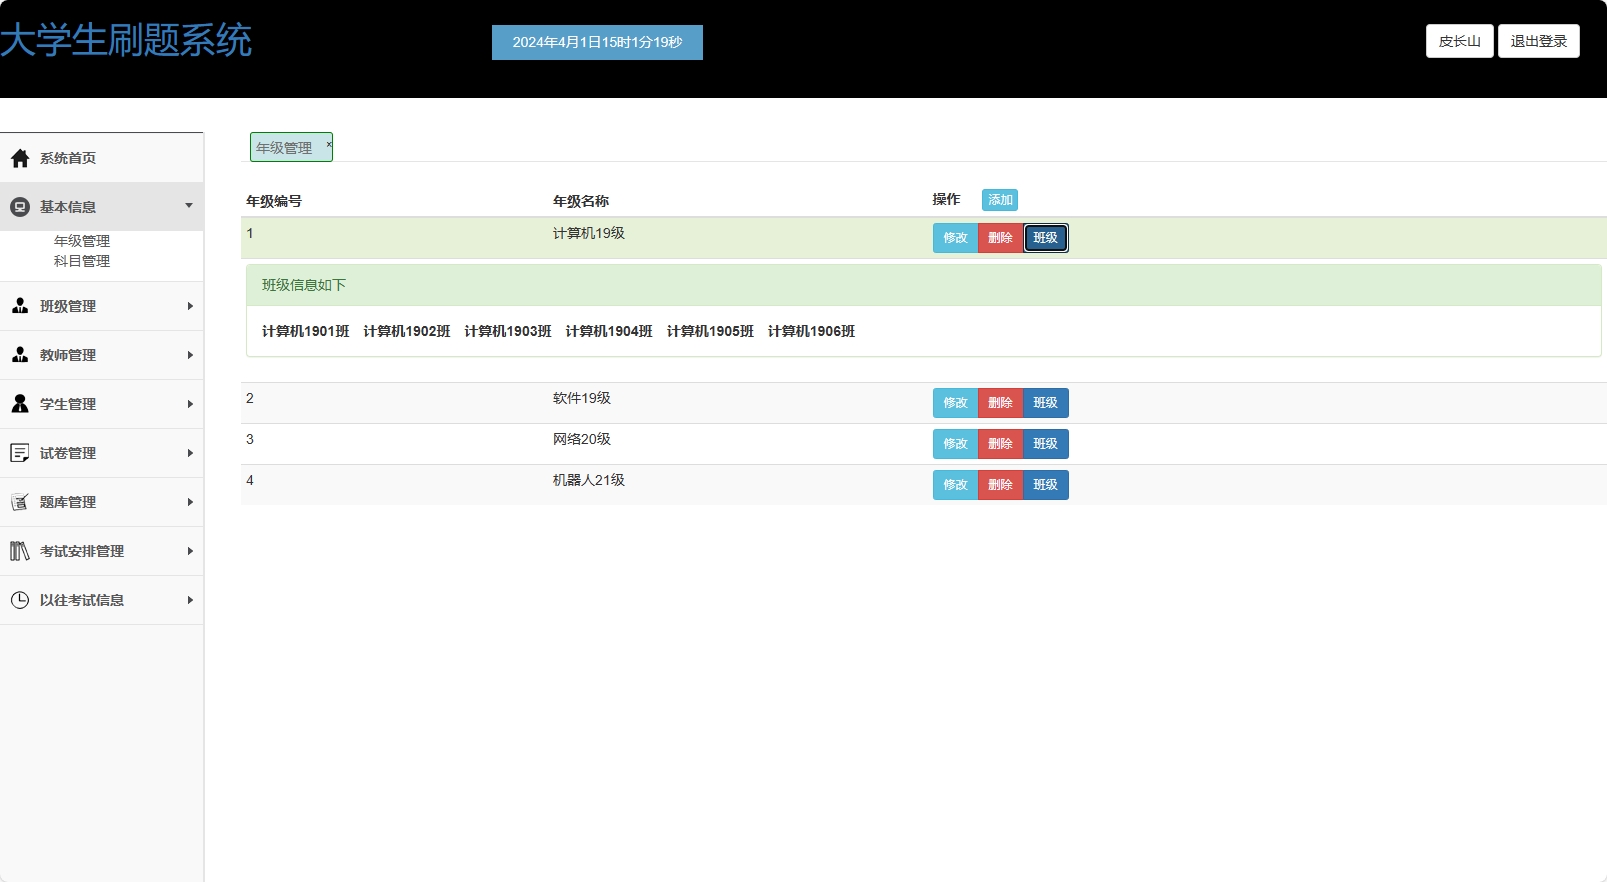 大学生刷题系统
2024年4月1日15时1分19秒
皮长山 退出登录
系统首页
基本信息
年级管理
科目管理
班级管理
教师管理
学生管理
试卷管理
题库管理
考试安排管理
以往考试信息
年级管理 ×
年级编号 年级名称 操作 添加
1 计算机19级 修改 删除 班级
班级信息如下
计算机1901班 计算机1902班 计算机1903班 计算机1904班 计算机1905班 计算机1906班
2 软件19级 修改 删除 班级
3 网络20级 修改 删除 班级
4 机器人21级 修改 删除 班级